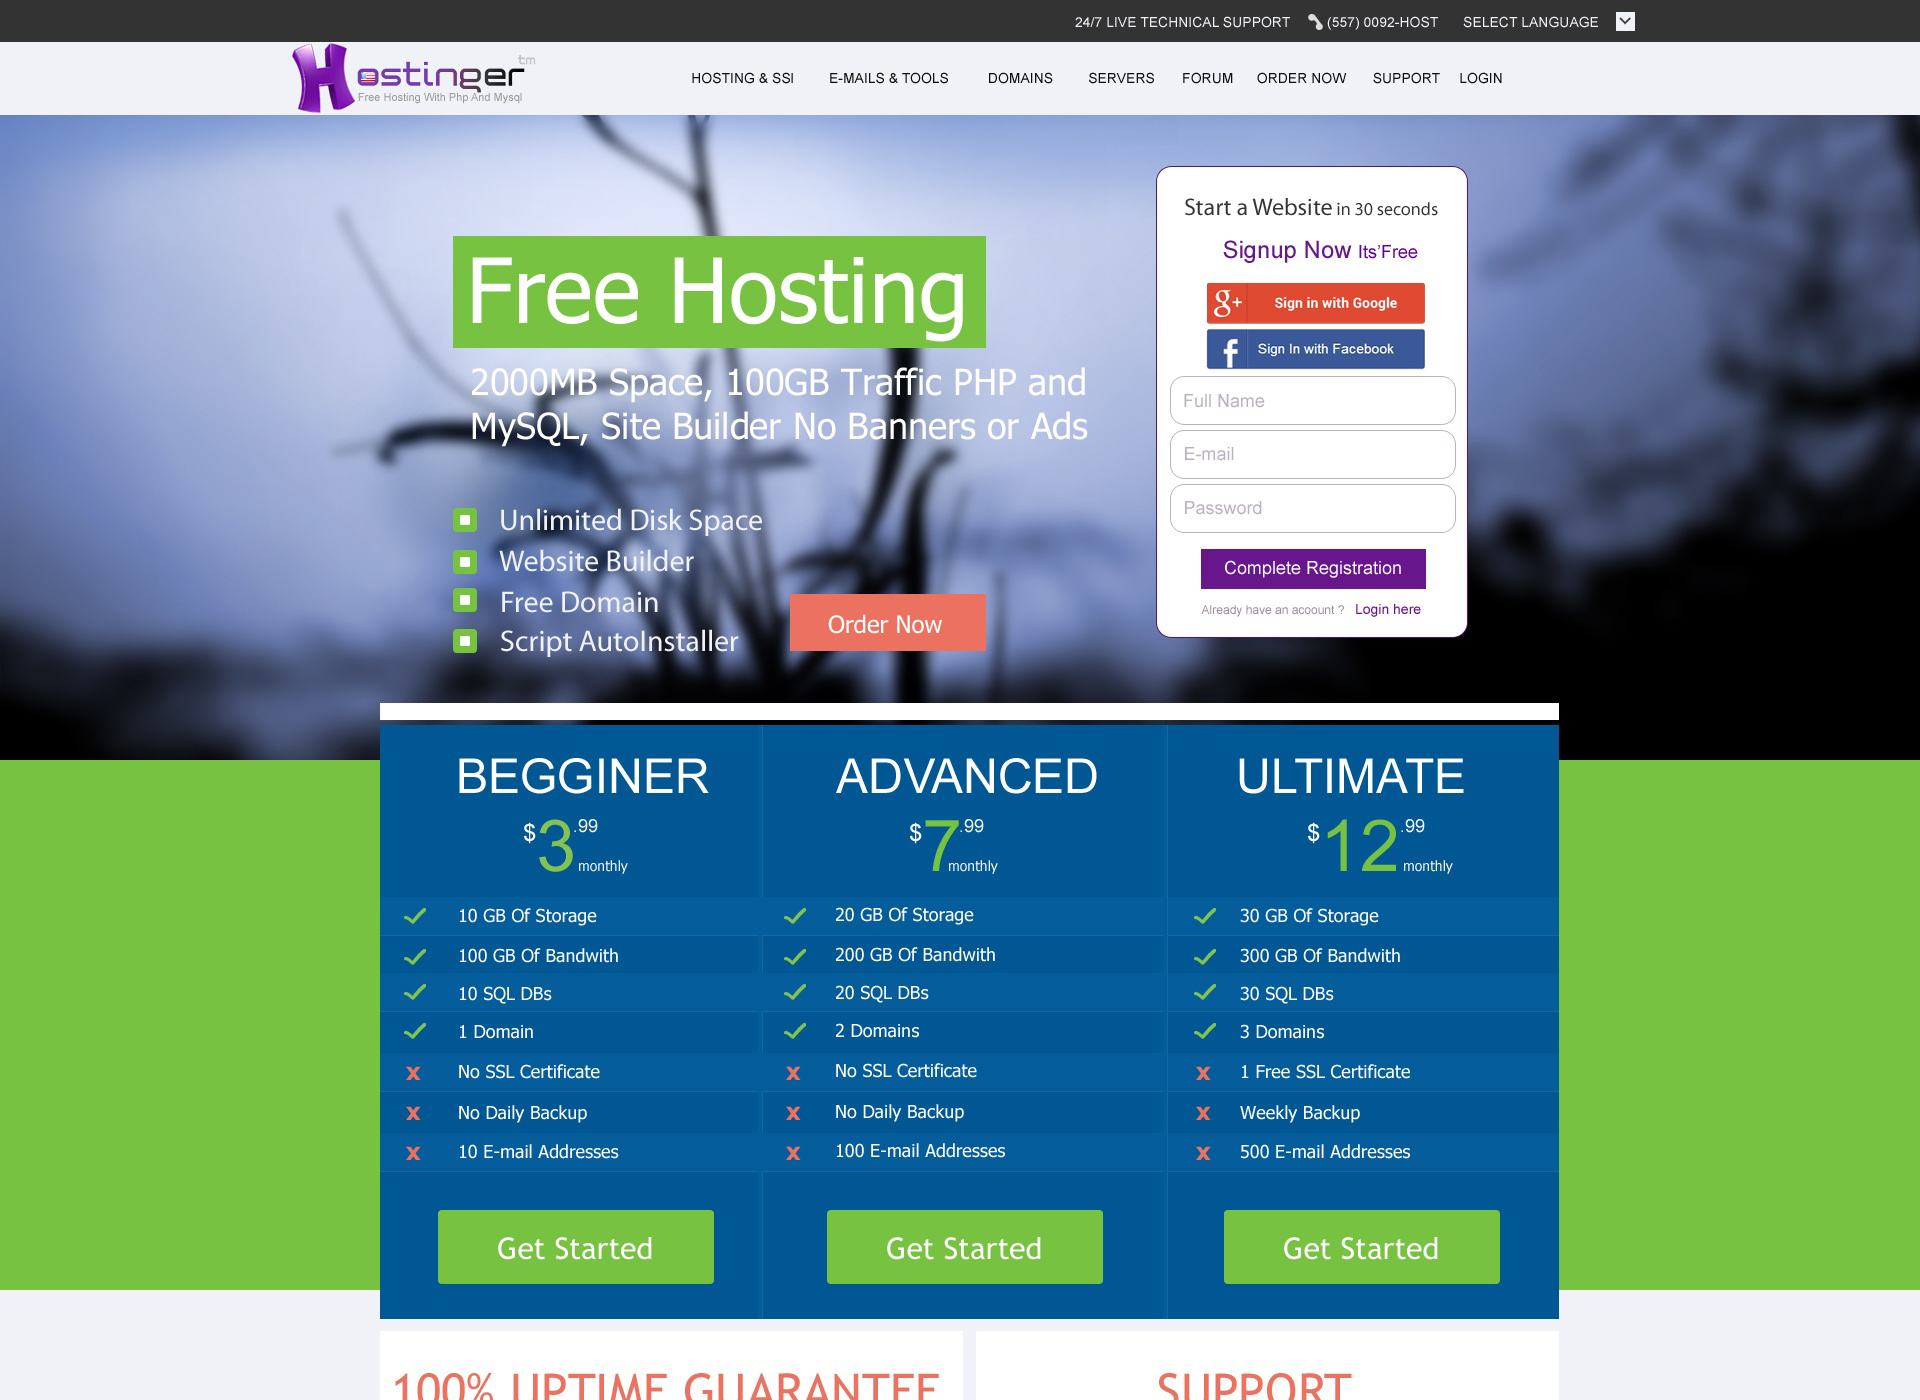 24/7 LIVE TECHNICAL SUPPORT (557) 0092-HOST SELECT LANGUAGE
Hostinger tm
Free Hosting With Php And Mysql
HOSTING & SSI E-MAILS & TOOLS DOMAINS SERVERS FORUM ORDER NOW SUPPORT LOGIN
Free Hosting
2000MB Space, 100GB Traffic PHP and
MySQL, Site Builder No Banners or Ads
Unlimited Disk Space
Website Builder
Free Domain
Script AutoInstaller
Order Now
Start a Website in 30 seconds
Signup Now Its'Free
g+ Sign in with Google
f Sign In with Facebook
Full Name
E-mail
Password
Complete Registration
Already have an acoount ? Login here
BEGGINER
$3.99
monthly
10 GB Of Storage
100 GB Of Bandwith
10 SQL DBs
1 Domain
x No SSL Certificate
x No Daily Backup
x 10 E-mail Addresses
Get Started
ADVANCED
$7.99
monthly
20 GB Of Storage
200 GB Of Bandwith
20 SQL DBs
2 Domains
x No SSL Certificate
x No Daily Backup
x 100 E-mail Addresses
Get Started
ULTIMATE
$12.99
monthly
30 GB Of Storage
300 GB Of Bandwith
30 SQL DBs
3 Domains
x 1 Free SSL Certificate
x Weekly Backup
x 500 E-mail Addresses
Get Started
100% UPTIME GUARANTEE
SUPPORT